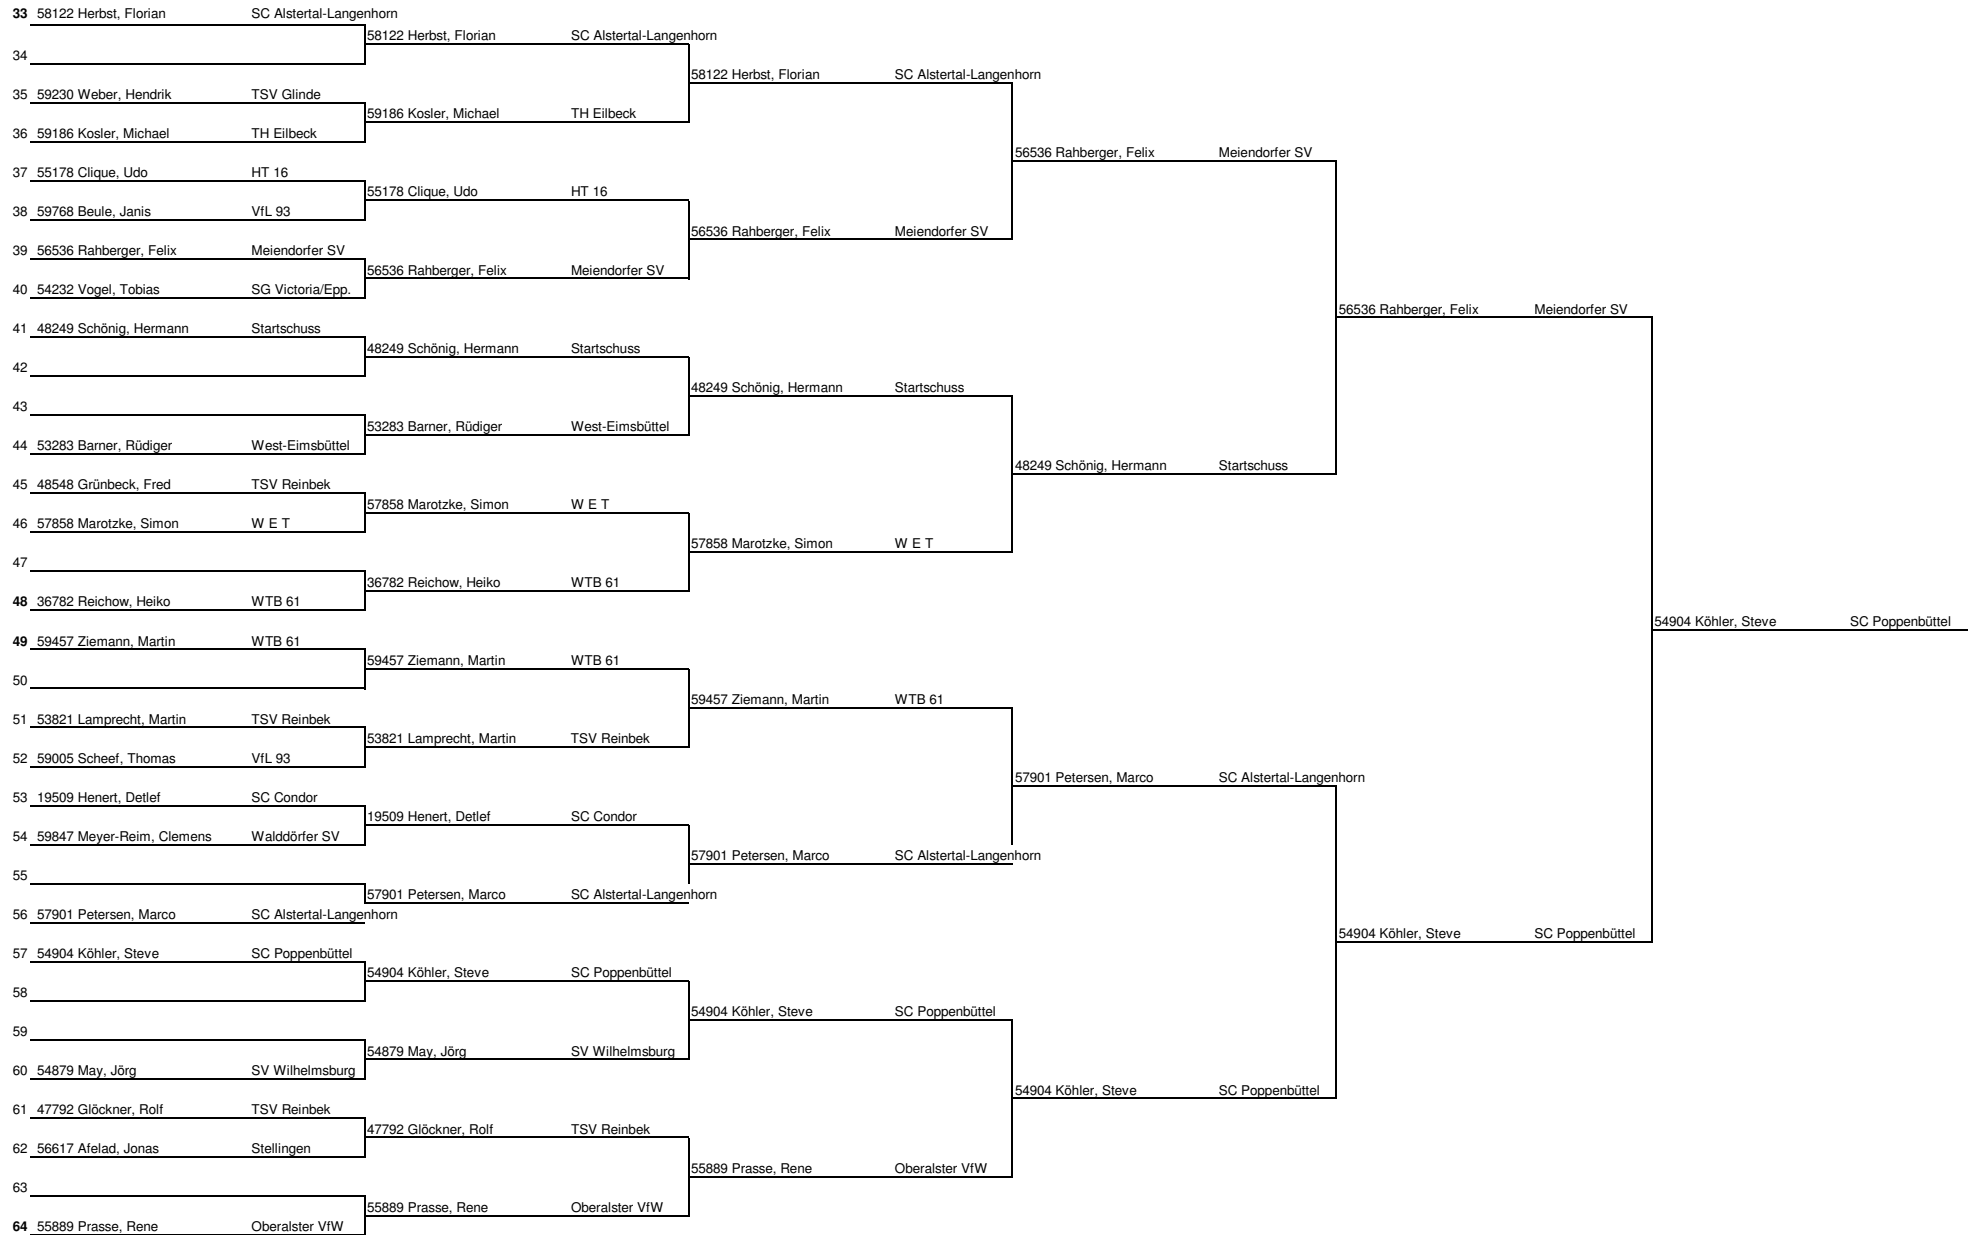 33 58122 Herbst, Florian SC Alstertal-Langenhorn
58122 Herbst, Florian SC Alstertal-Langenhorn
34
58122 Herbst, Florian SC Alstertal-Langenhorn
35 59230 Weber, Hendrik TSV Glinde
59186 Kosler, Michael TH Eilbeck
36 59186 Kosler, Michael TH Eilbeck
56536 Rahberger, Felix Meiendorfer SV
37 55178 Clique, Udo HT 16
55178 Clique, Udo HT 16
38 59768 Beule, Janis VfL 93
56536 Rahberger, Felix Meiendorfer SV
39 56536 Rahberger, Felix Meiendorfer SV
56536 Rahberger, Felix Meiendorfer SV
40 54232 Vogel, Tobias SG Victoria/Epp.
56536 Rahberger, Felix Meiendorfer SV
41 48249 Schönig, Hermann Startschuss
48249 Schönig, Hermann Startschuss
42
48249 Schönig, Hermann Startschuss
43
53283 Barner, Rüdiger West-Eimsbüttel
44 53283 Barner, Rüdiger West-Eimsbüttel
48249 Schönig, Hermann Startschuss
45 48548 Grünbeck, Fred TSV Reinbek
57858 Marotzke, Simon W E T
46 57858 Marotzke, Simon W E T
57858 Marotzke, Simon W E T
47
36782 Reichow, Heiko WTB 61
48 36782 Reichow, Heiko WTB 61
54904 Köhler, Steve SC Poppenbüttel
49 59457 Ziemann, Martin WTB 61
59457 Ziemann, Martin WTB 61
50
59457 Ziemann, Martin WTB 61
51 53821 Lamprecht, Martin TSV Reinbek
53821 Lamprecht, Martin TSV Reinbek
52 59005 Scheef, Thomas VfL 93
57901 Petersen, Marco SC Alstertal-Langenhorn
53 19509 Henert, Detlef SC Condor
19509 Henert, Detlef SC Condor
54 59847 Meyer-Reim, Clemens Walddörfer SV
57901 Petersen, Marco SC Alstertal-Langenhorn
55
57901 Petersen, Marco SC Alstertal-Langenhorn
56 57901 Petersen, Marco SC Alstertal-Langenhorn
54904 Köhler, Steve SC Poppenbüttel
57 54904 Köhler, Steve SC Poppenbüttel
54904 Köhler, Steve SC Poppenbüttel
58
54904 Köhler, Steve SC Poppenbüttel
59
54879 May, Jörg SV Wilhelmsburg
60 54879 May, Jörg SV Wilhelmsburg
54904 Köhler, Steve SC Poppenbüttel
61 47792 Glöckner, Rolf TSV Reinbek
47792 Glöckner, Rolf TSV Reinbek
62 56617 Afelad, Jonas Stellingen
55889 Prasse, Rene Oberalster VfW
63
55889 Prasse, Rene Oberalster VfW
64 55889 Prasse, Rene Oberalster VfW